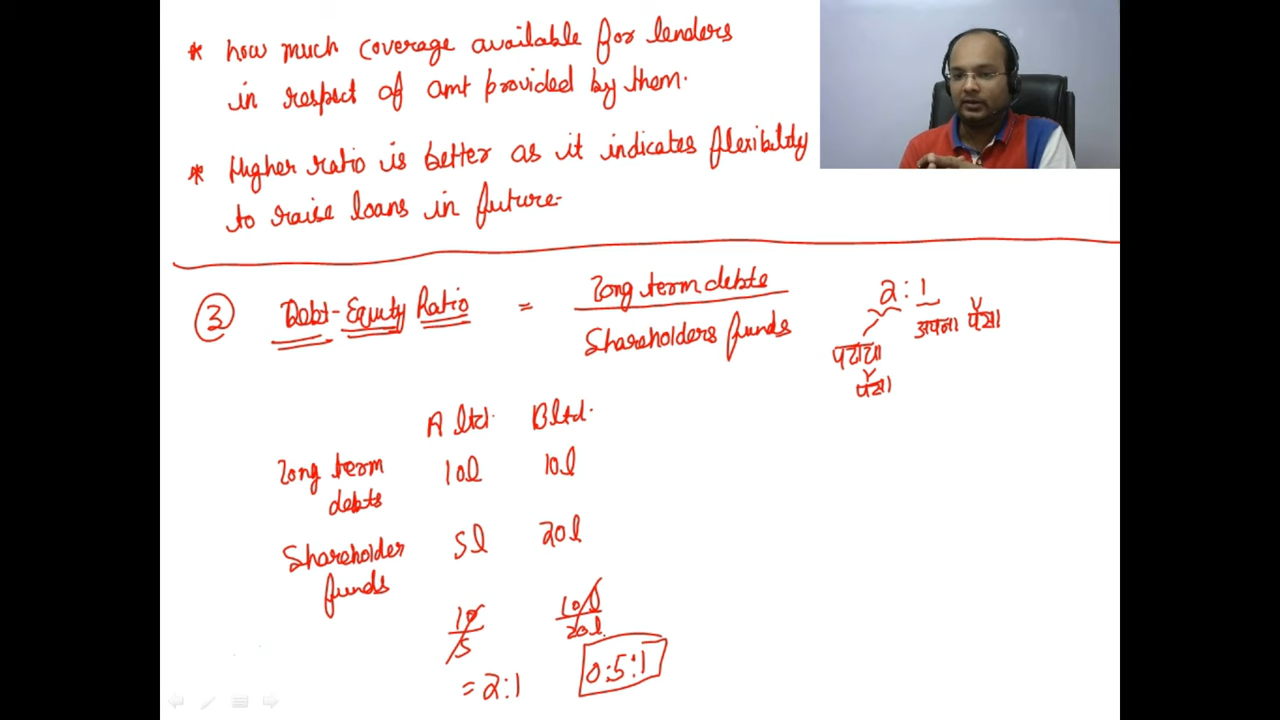 * How much coverage available for lenders
in respect of amt provided by them.
* Higher ratio is better as it indicates flexibility
to raise loans in future.
3 Debt-Equity Ratio = Long term debts
Shareholders funds
2:1
पराया
पैसा
अपना पैसा
A ltd. B ltd.
Long term 10l 10l
debts
Shareholder 5l 20l
funds
10 10l
5 20l.
= 2:1 0.5:1